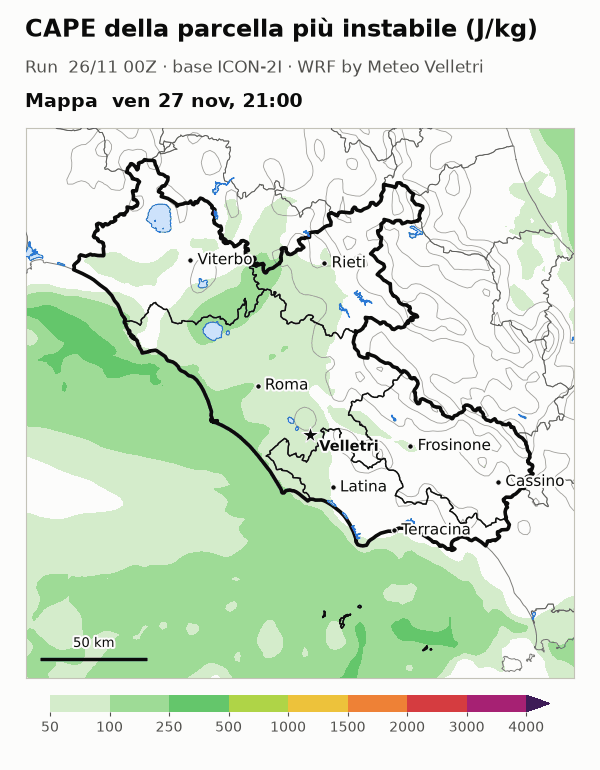 CAPE della parcella più instabile (J/kg)
Run  26/11 00Z · base ICON-2I · WRF by Meteo Velletri
Mappa  ven 27 nov, 21:00
Viterbo
Rieti
Roma
Velletri
Frosinone
Latina
Cassino
Terracina
50 km
50 100 250 500 1000 1500 2000 3000 4000